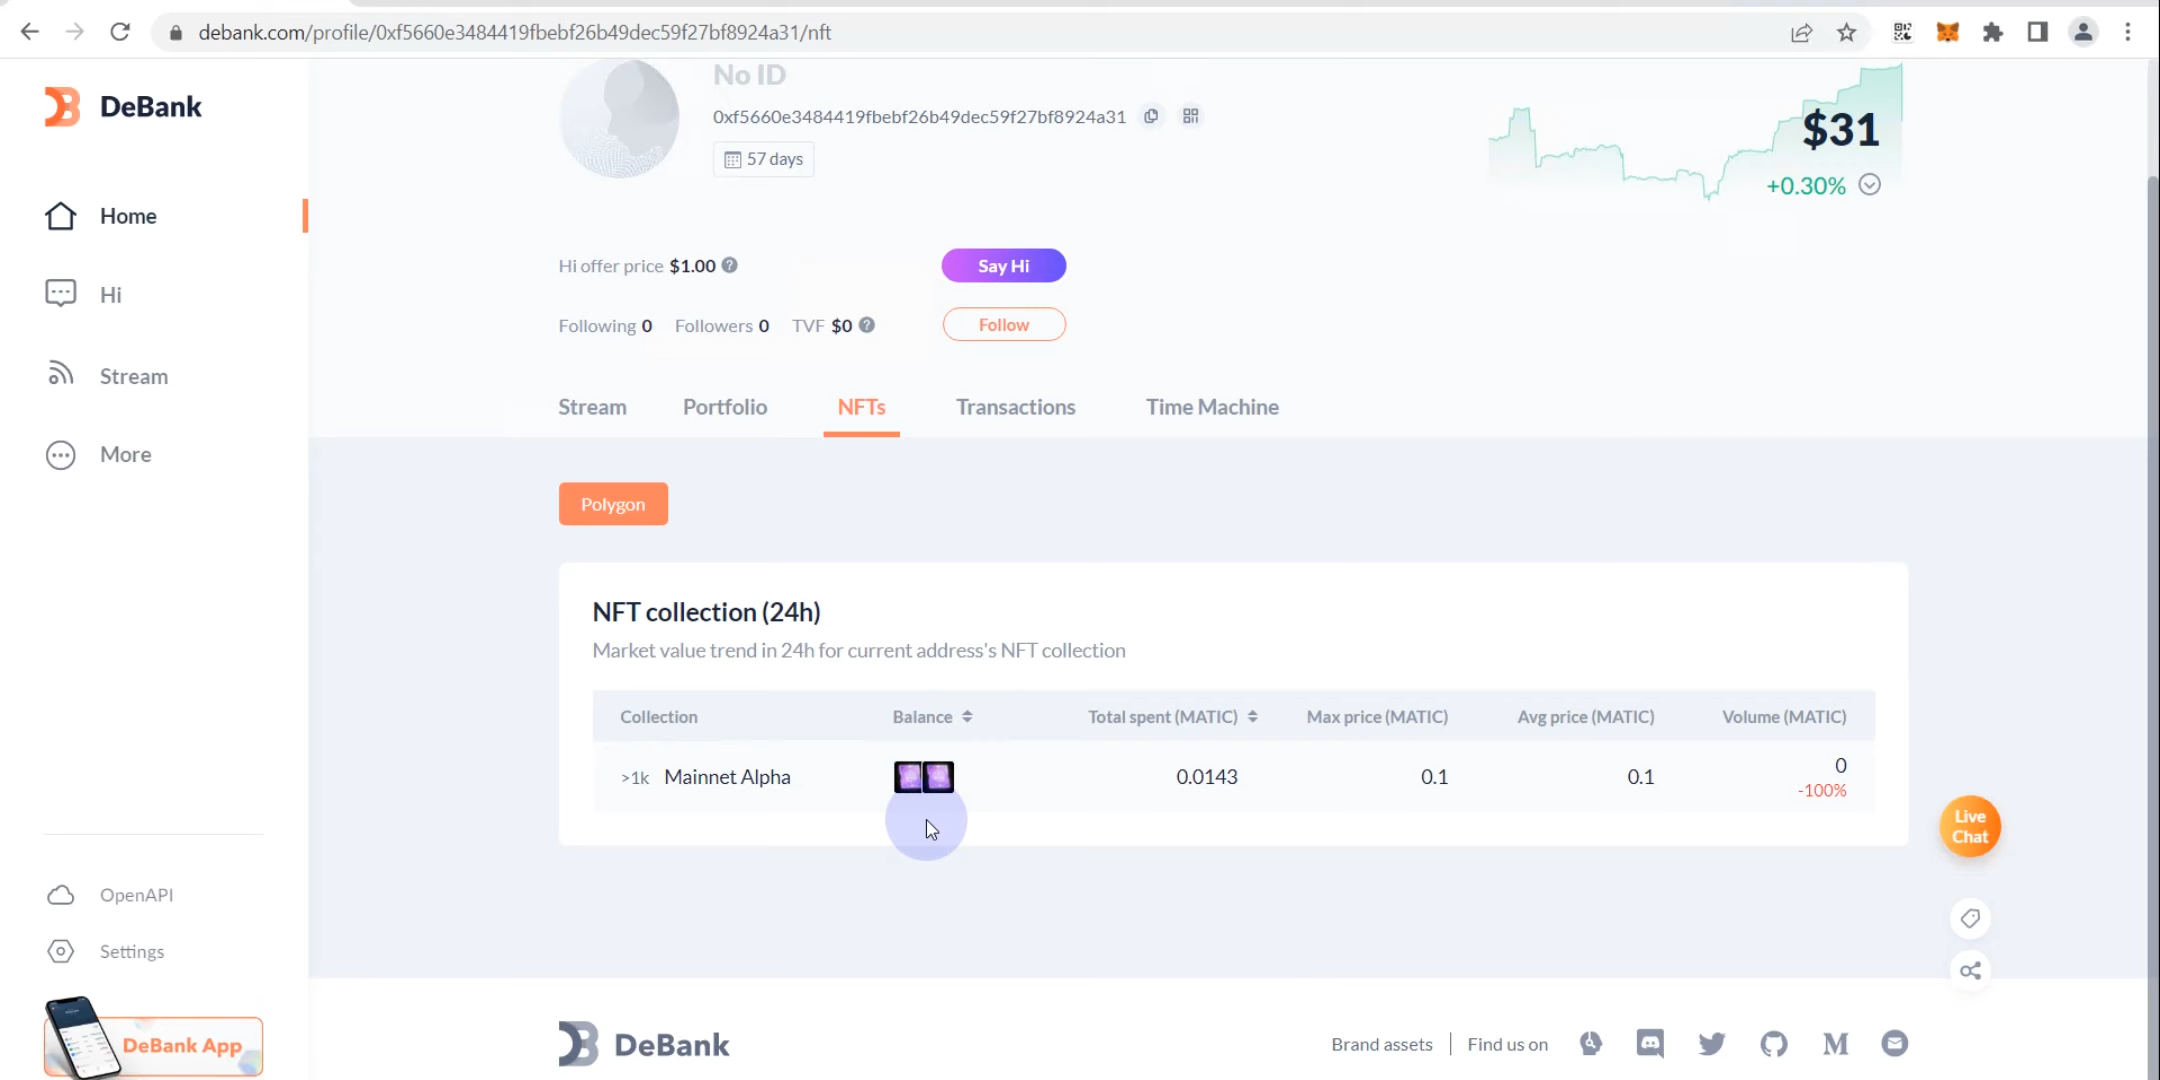 debank.com/profile/0xf5660e3484419fbebf26b49dec59f27bf8924a31/nft
DeBank
Home
Hi
Stream
More
OpenAPI
Settings
DeBank App
No ID
0xf5660e3484419fbebf26b49dec59f27bf8924a31
57 days
$31
+0.30%
Hi offer price $1.00
Say Hi
Following 0 Followers 0 TVF $0
Follow
Stream Portfolio NFTs Transactions Time Machine
Polygon
NFT collection (24h)
Market value trend in 24h for current address's NFT collection
Collection Balance Total spent (MATIC) Max price (MATIC) Avg price (MATIC) Volume (MATIC)
>1k Mainnet Alpha 0.0143 0.1 0.1 0
-100%
Live
Chat
DeBank
Brand assets Find us on